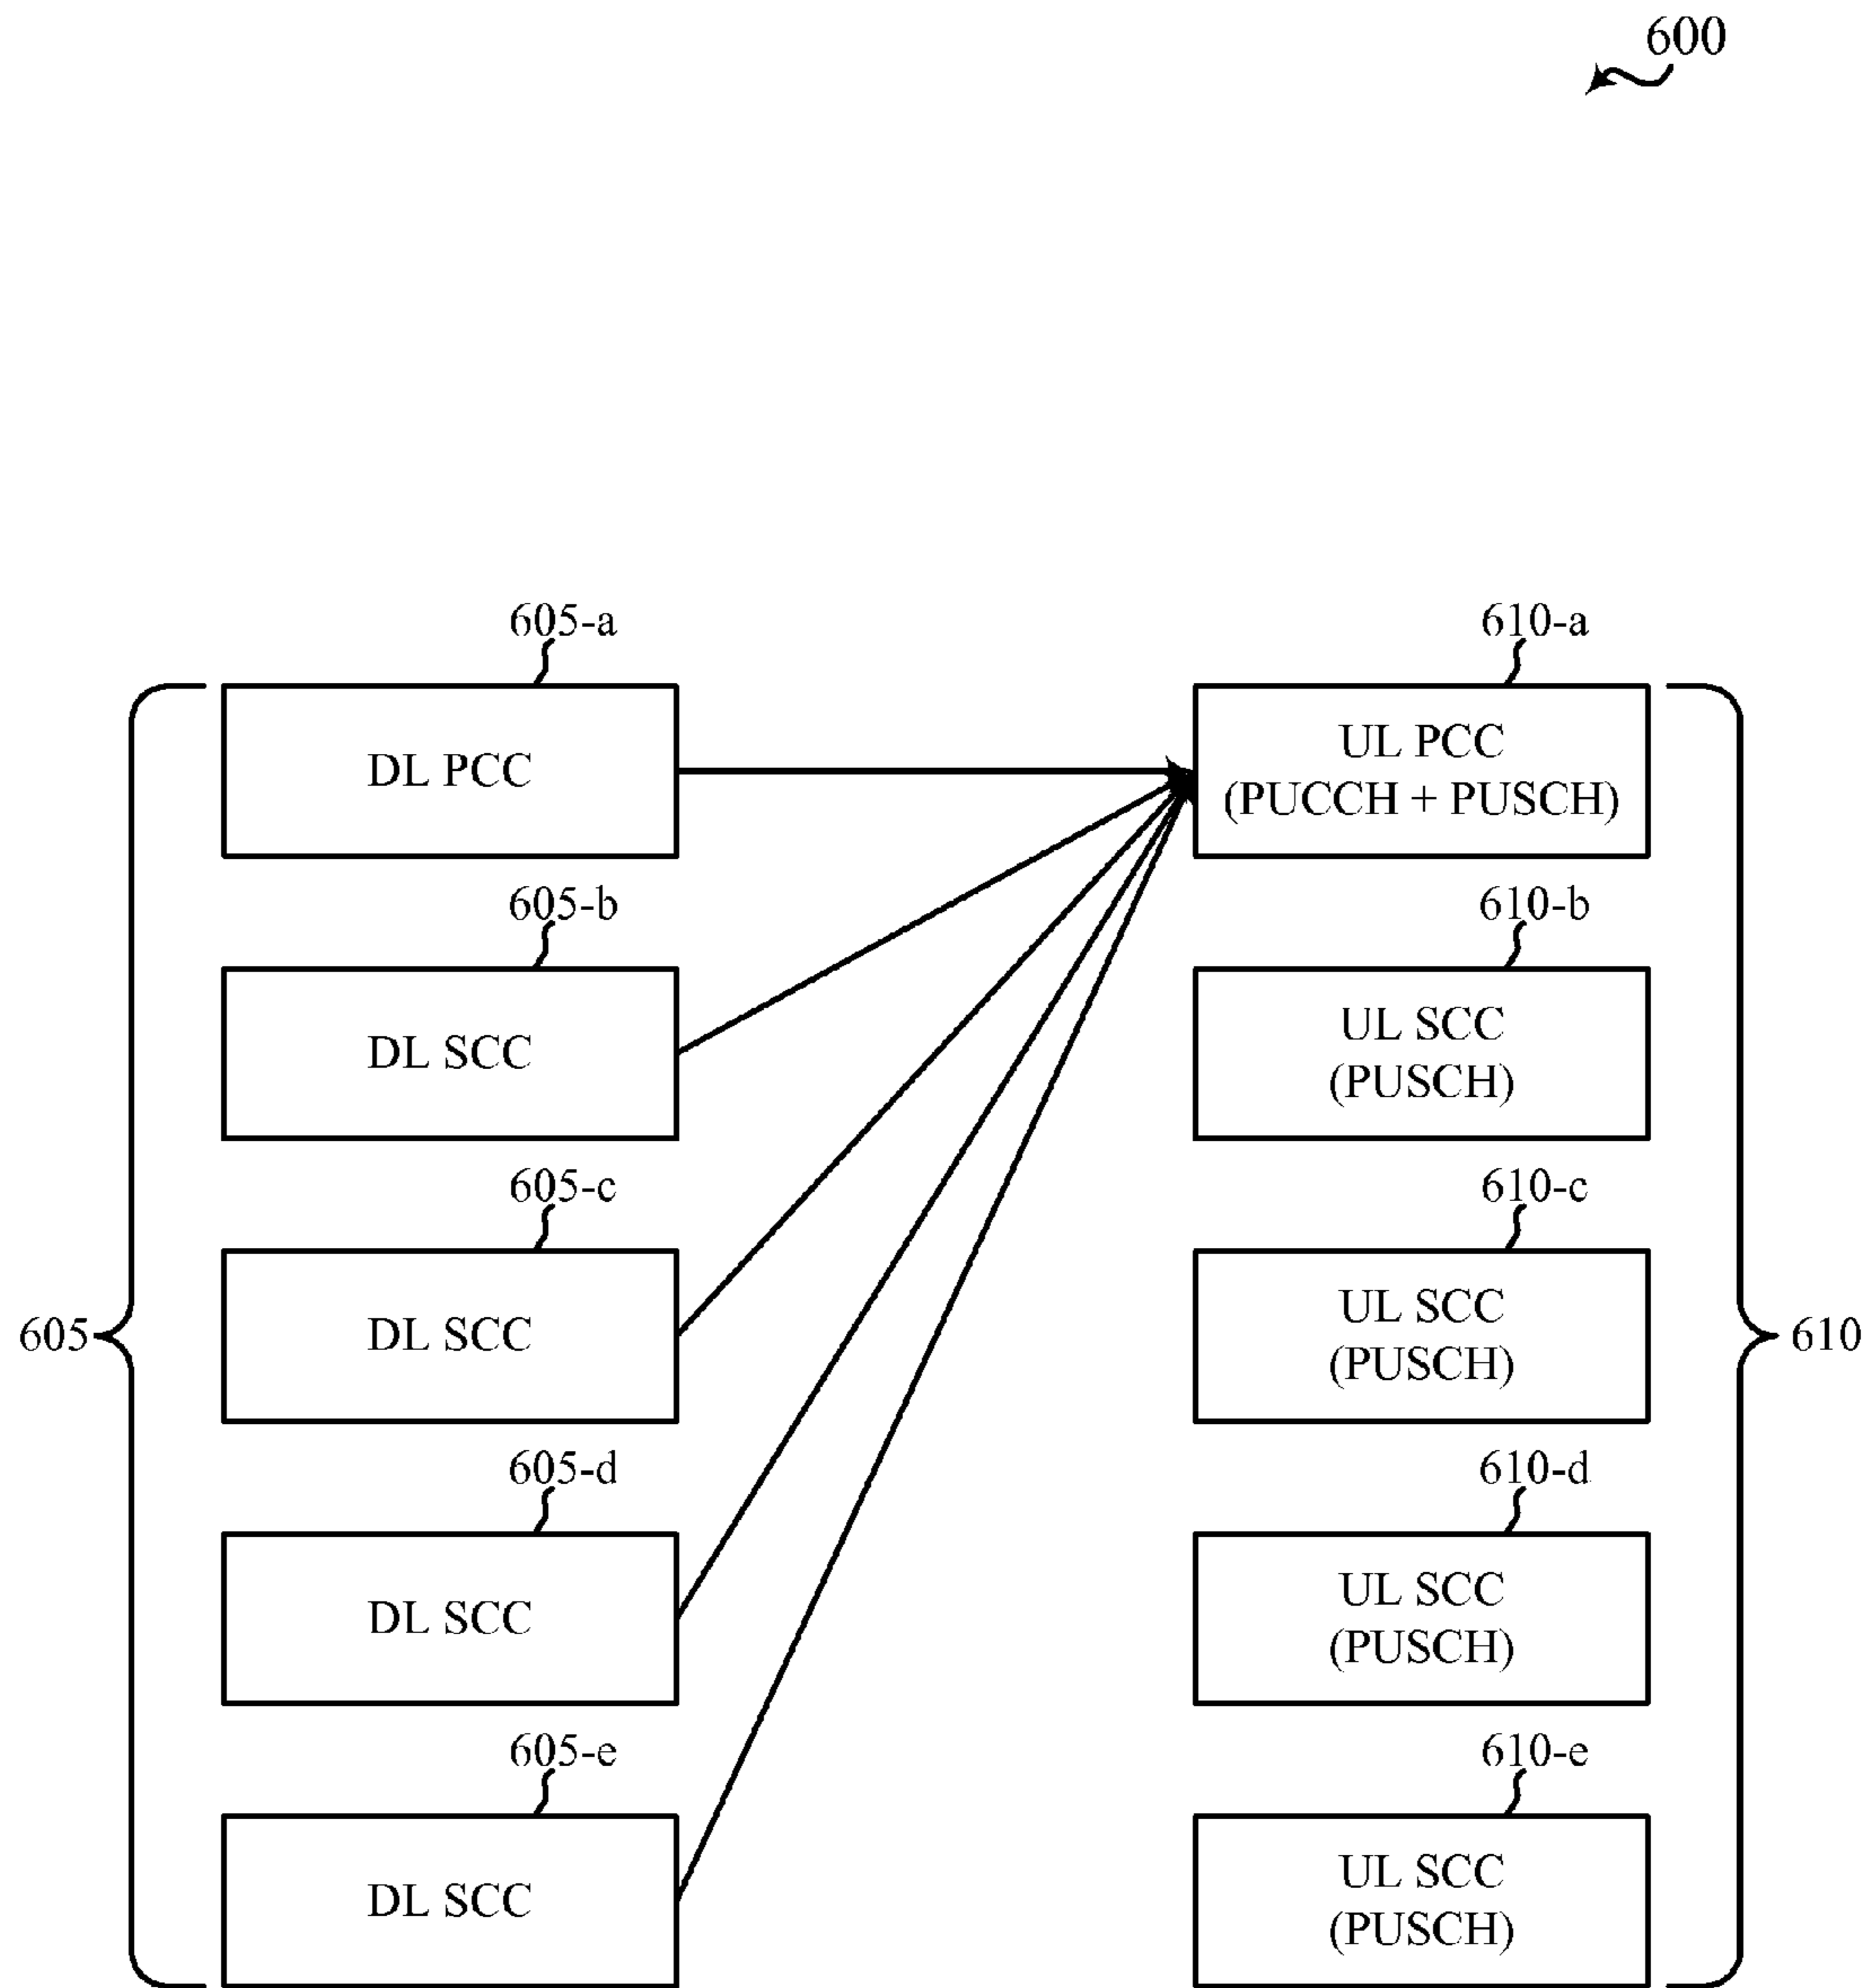 600
605-a
610-a
DL PCC
UL PCC
(PUCCH + PUSCH)
605-b
610-b
DL SCC
UL SCC
(PUSCH)
605-c
610-c
605
DL SCC
UL SCC
(PUSCH)
610
605-d
610-d
DL SCC
UL SCC
(PUSCH)
605-e
610-e
DL SCC
UL SCC
(PUSCH)